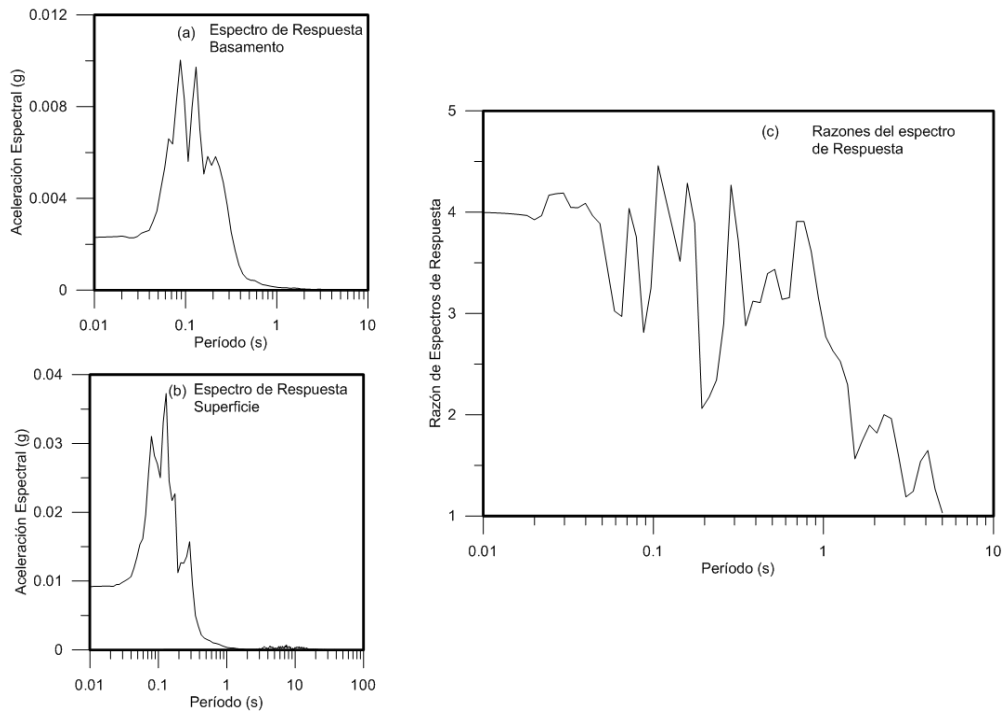 (a) Espectro de Respuesta
Basamento
Aceleración Espectral (g)
0.012
0.008
0.004
0
0.01
0.1
1
10
Período (s)
(b) Espectro de Respuesta
Superficie
Aceleración Espectral (g)
0.04
0.03
0.02
0.01
0
0.01
0.1
1
10
100
Período (s)
(c) Razones del espectro
de Respuesta
Razón de Espectros de Respuesta
5
4
3
2
1
0.01
0.1
1
10
Período (s)